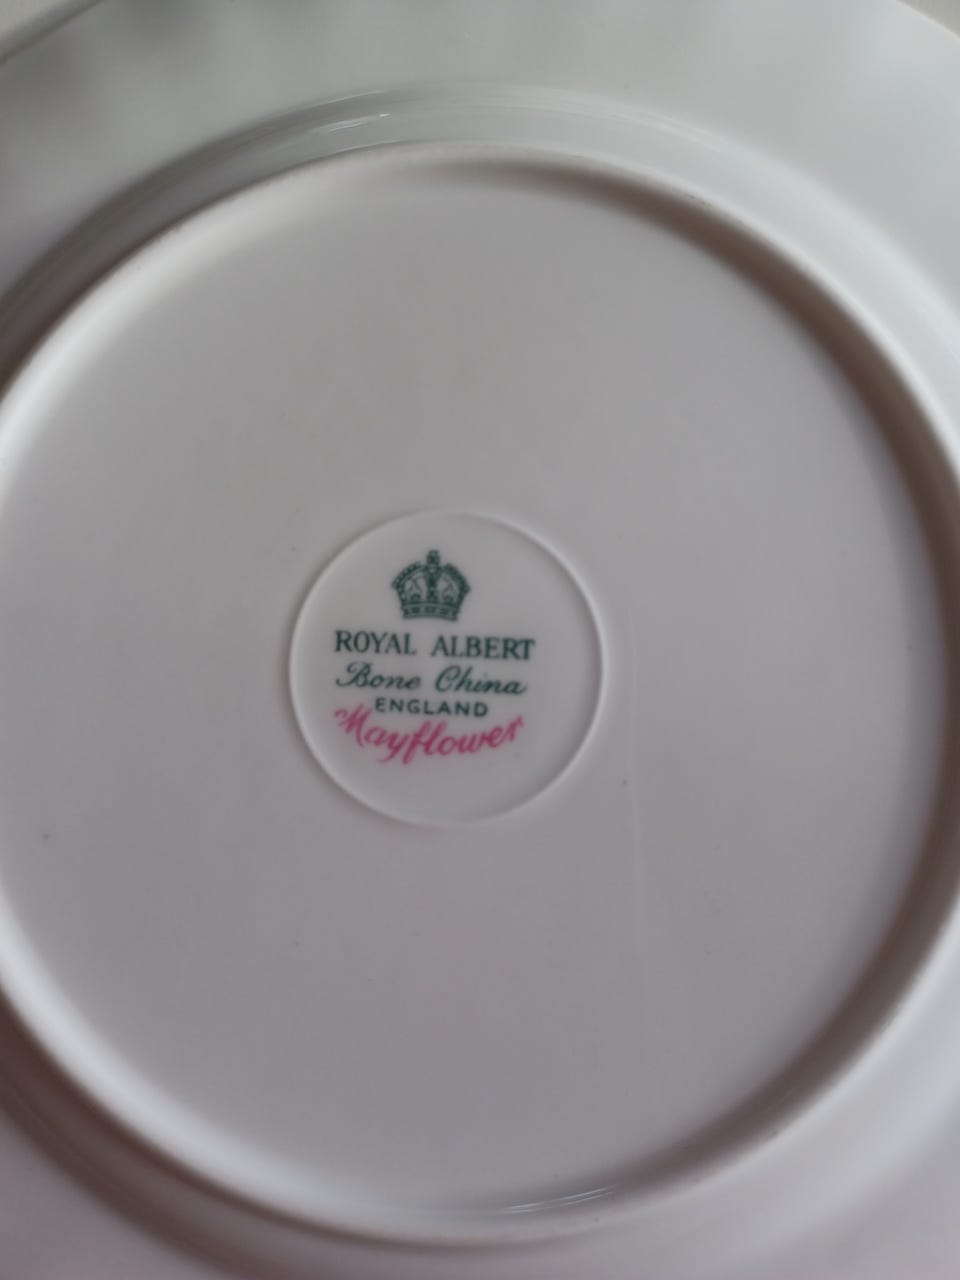 ROYAL ALBERT
Bone China
ENGLAND
Mayflower